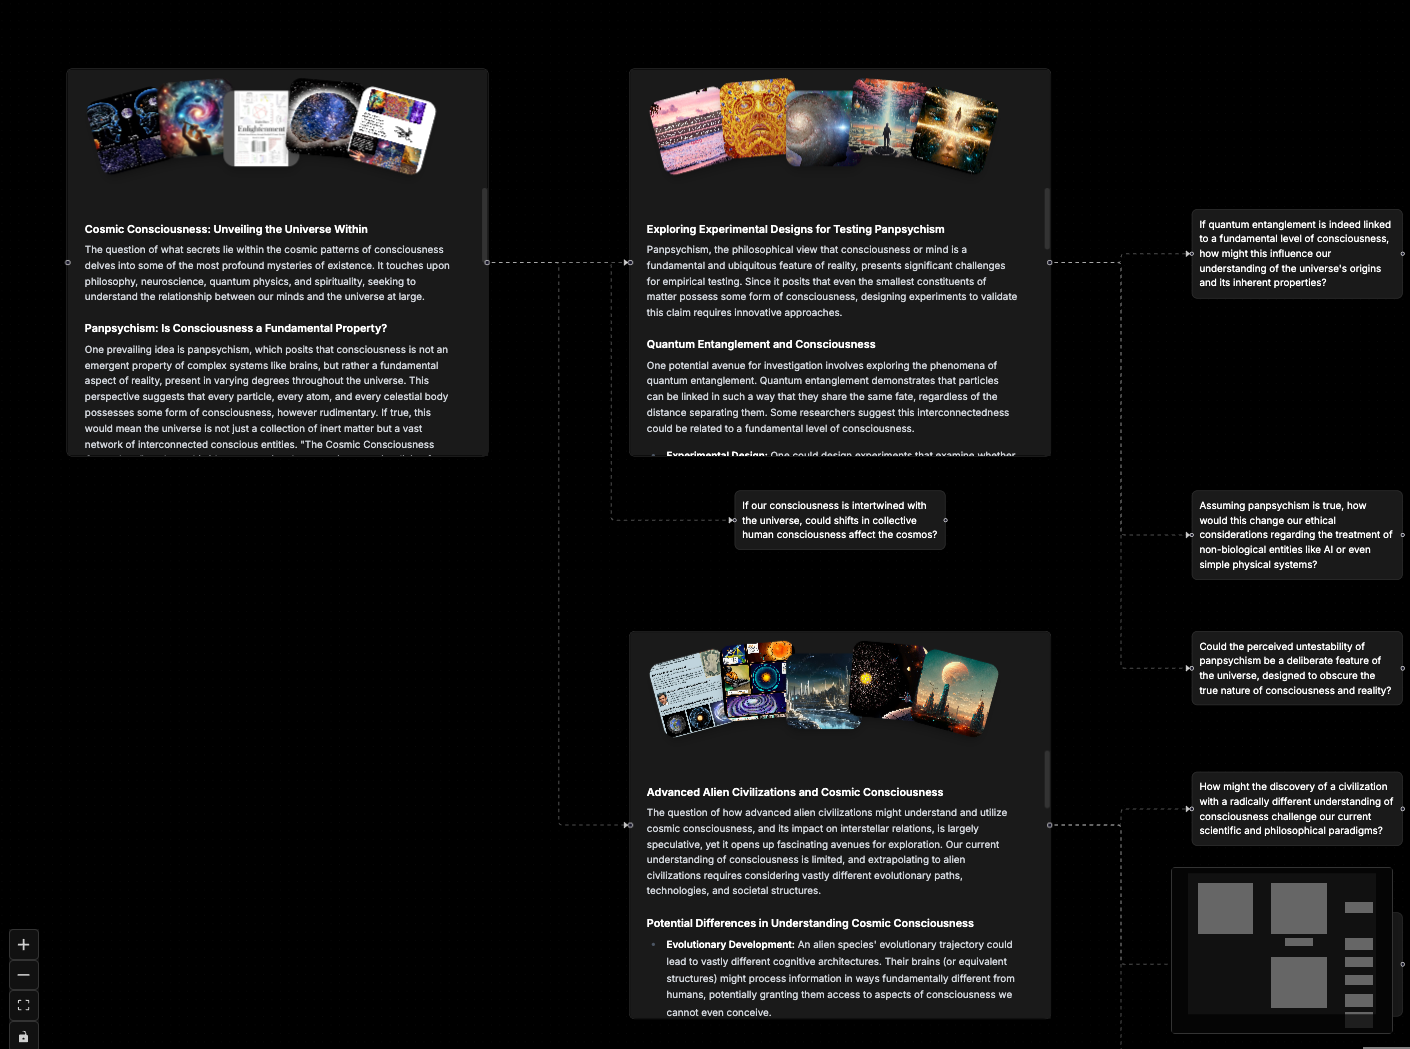 Enlightenment
Cosmic Consciousness: Unveiling the Universe Within
The question of what secrets lie within the cosmic patterns of consciousness
delves into some of the most profound mysteries of existence. It touches upon
philosophy, neuroscience, quantum physics, and spirituality, seeking to
understand the relationship between our minds and the universe at large.
Panpsychism: Is Consciousness a Fundamental Property?
One prevailing idea is panpsychism, which posits that consciousness is not an
emergent property of complex systems like brains, but rather a fundamental
aspect of reality, present in varying degrees throughout the universe. This
perspective suggests that every particle, every atom, and every celestial body
possesses some form of consciousness, however rudimentary. If true, this
would mean the universe is not just a collection of inert matter but a vast
network of interconnected conscious entities. "The Cosmic Consciousness
Exploring Experimental Designs for Testing Panpsychism
Panpsychism, the philosophical view that consciousness or mind is a
fundamental and ubiquitous feature of reality, presents significant challenges
for empirical testing. Since it posits that even the smallest constituents of
matter possess some form of consciousness, designing experiments to validate
this claim requires innovative approaches.
Quantum Entanglement and Consciousness
One potential avenue for investigation involves exploring the phenomena of
quantum entanglement. Quantum entanglement demonstrates that particles
can be linked in such a way that they share the same fate, regardless of the
distance separating them. Some researchers suggest this interconnectedness
could be related to a fundamental level of consciousness.
Experimental Design: One could design experiments that examine whether
If our consciousness is intertwined with
the universe, could shifts in collective
human consciousness affect the cosmos?
Advanced Alien Civilizations and Cosmic Consciousness
The question of how advanced alien civilizations might understand and utilize
cosmic consciousness, and its impact on interstellar relations, is largely
speculative, yet it opens up fascinating avenues for exploration. Our current
understanding of consciousness is limited, and extrapolating to alien
civilizations requires considering vastly different evolutionary paths,
technologies, and societal structures.
Potential Differences in Understanding Cosmic Consciousness
Evolutionary Development: An alien species' evolutionary trajectory could
lead to vastly different cognitive architectures. Their brains (or equivalent
structures) might process information in ways fundamentally different from
humans, potentially granting them access to aspects of consciousness we
cannot even conceive.
If quantum entanglement is indeed linked
to a fundamental level of consciousness,
how might this influence our
understanding of the universe's origins
and its inherent properties?
Assuming panpsychism is true, how
would this change our ethical
considerations regarding the treatment of
non-biological entities like AI or even
simple physical systems?
Could the perceived untestability of
panpsychism be a deliberate feature of
the universe, designed to obscure the
true nature of consciousness and reality?
How might the discovery of a civilization
with a radically different understanding of
consciousness challenge our current
scientific and philosophical paradigms?